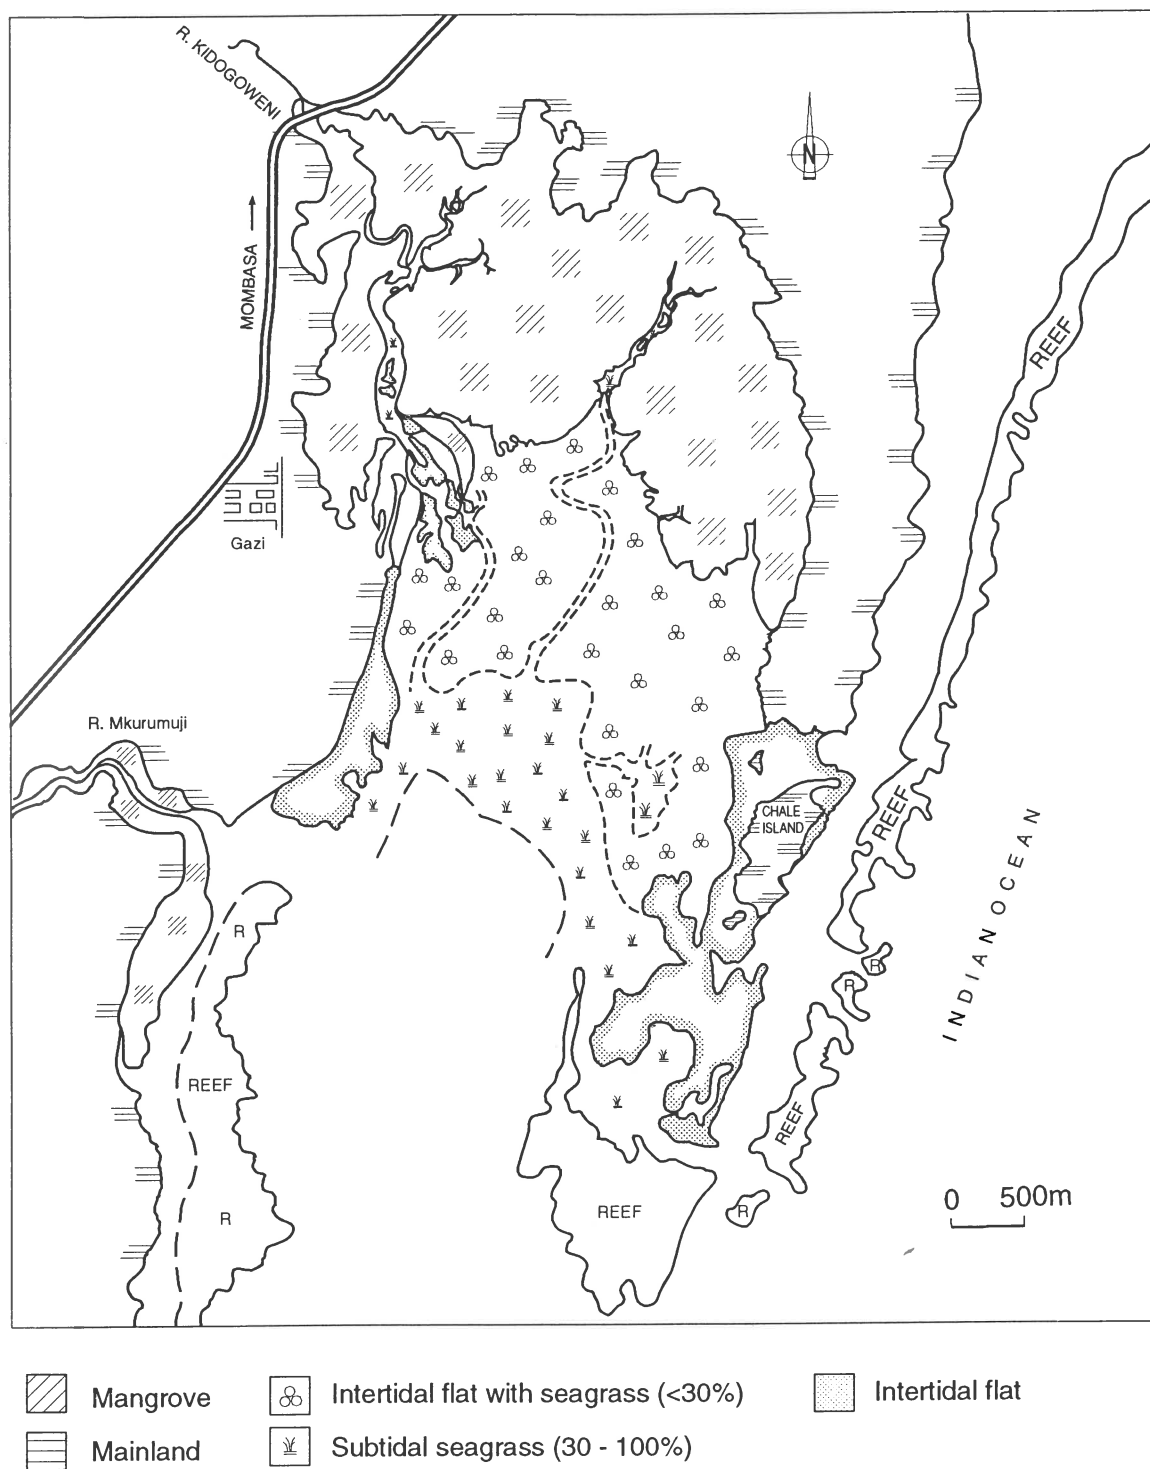 R. KIDOGOWENI
N
MOMBASA
REEF
Gazi
R. Mkurumuji
CHALE
ISLAND
REEF
INDIAN OCEAN
R
R
R
REEF
REEF
R
REEF
R
REEF
0 500m
Mangrove
Intertidal flat with seagrass (<30%)
Intertidal flat
Mainland
Subtidal seagrass (30 - 100%)